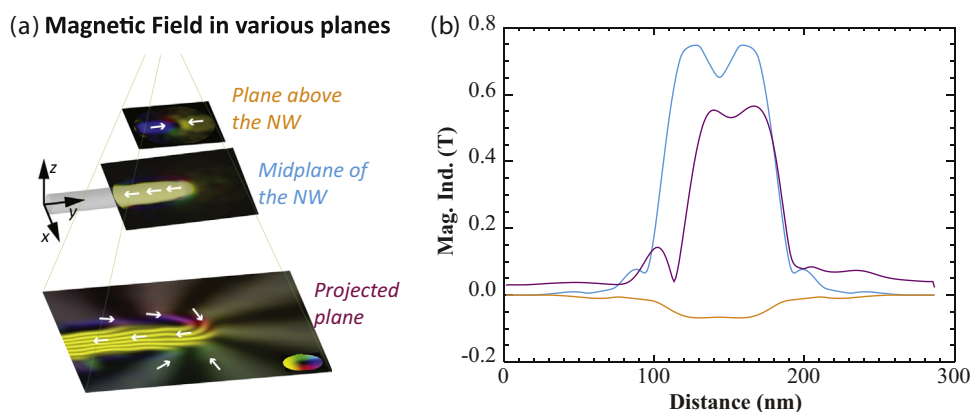 (a) Magnetic Field in various planes
Plane above
the NW
Midplane of
the NW
z
y
x
Projected
plane
(b)
0.8
0.6
0.4
0.2
0.0
-0.2
Mag. Ind. (T)
0
100
200
300
Distance (nm)